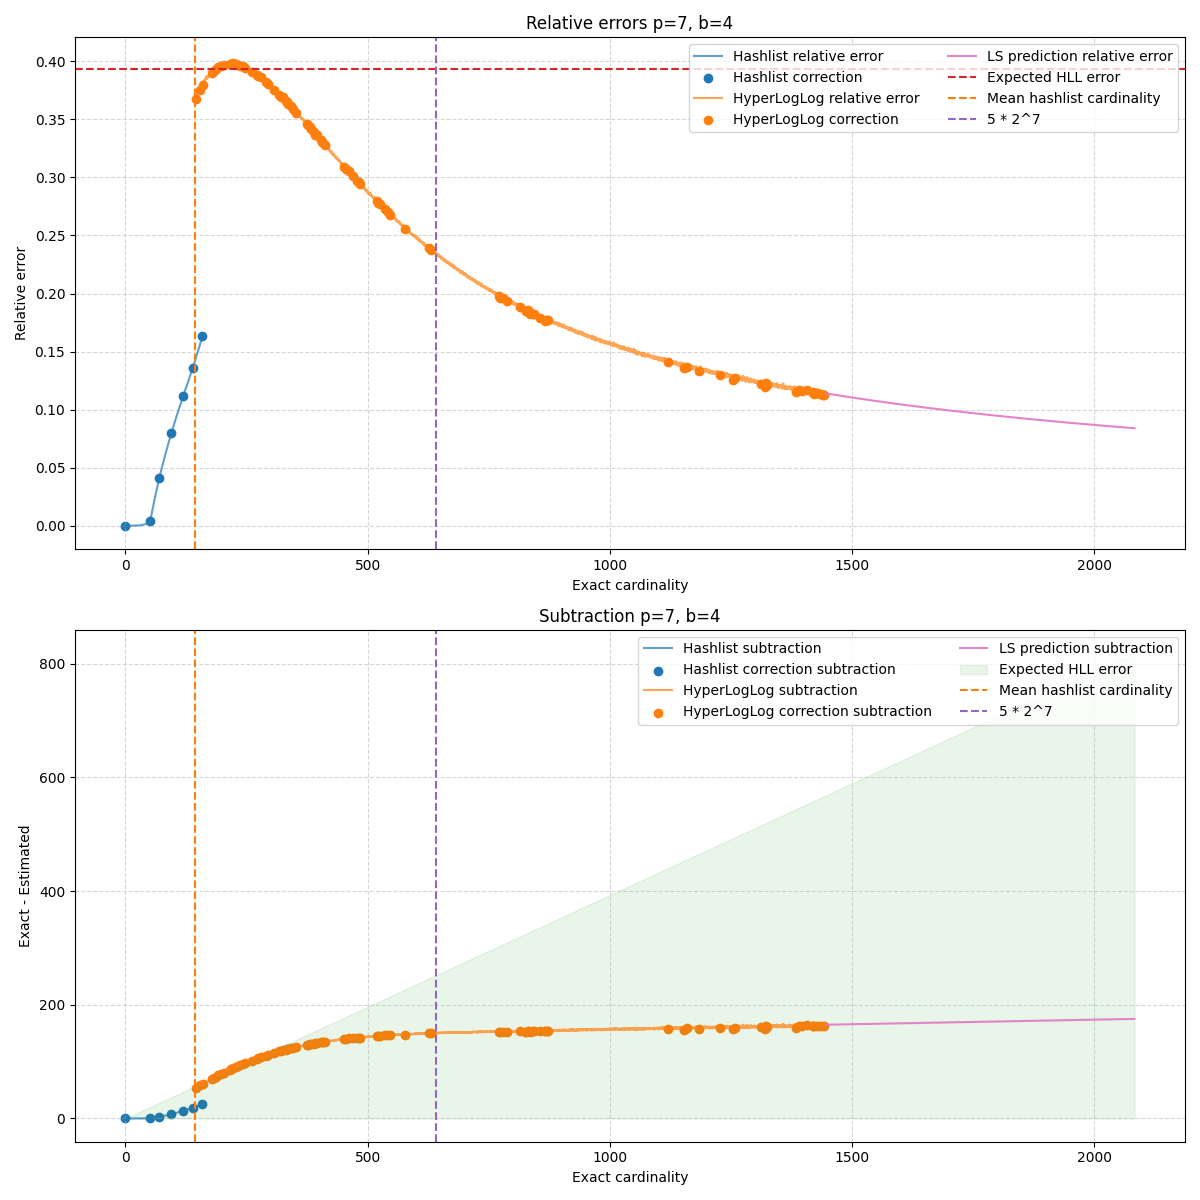 Relative errors p=7, b=4
Relative error
0.40
0.35
0.30
0.25
0.20
0.15
0.10
0.05
0.00
Hashlist relative error
Hashlist correction
HyperLogLog relative error
HyperLogLog correction
LS prediction relative error
Expected HLL error
Mean hashlist cardinality
5 * 2^7
0
500
1000
1500
2000
Exact cardinality
Subtraction p=7, b=4
Exact - Estimated
800
600
400
200
0
Hashlist subtraction
Hashlist correction subtraction
HyperLogLog subtraction
HyperLogLog correction subtraction
LS prediction subtraction
Expected HLL error
Mean hashlist cardinality
5 * 2^7
0
500
1000
1500
2000
Exact cardinality